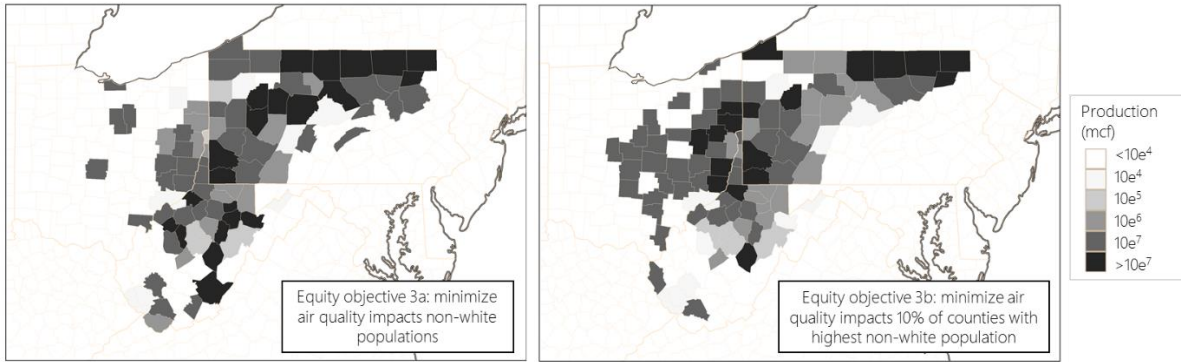 Equity objective 3a: minimize
air quality impacts non-white
populations
Equity objective 3b: minimize air
quality impacts 10% of counties with
highest non-white population
Production
(mcf)
<10e⁴
10e⁴
10e⁵
10e⁶
10e⁷
>10e⁷